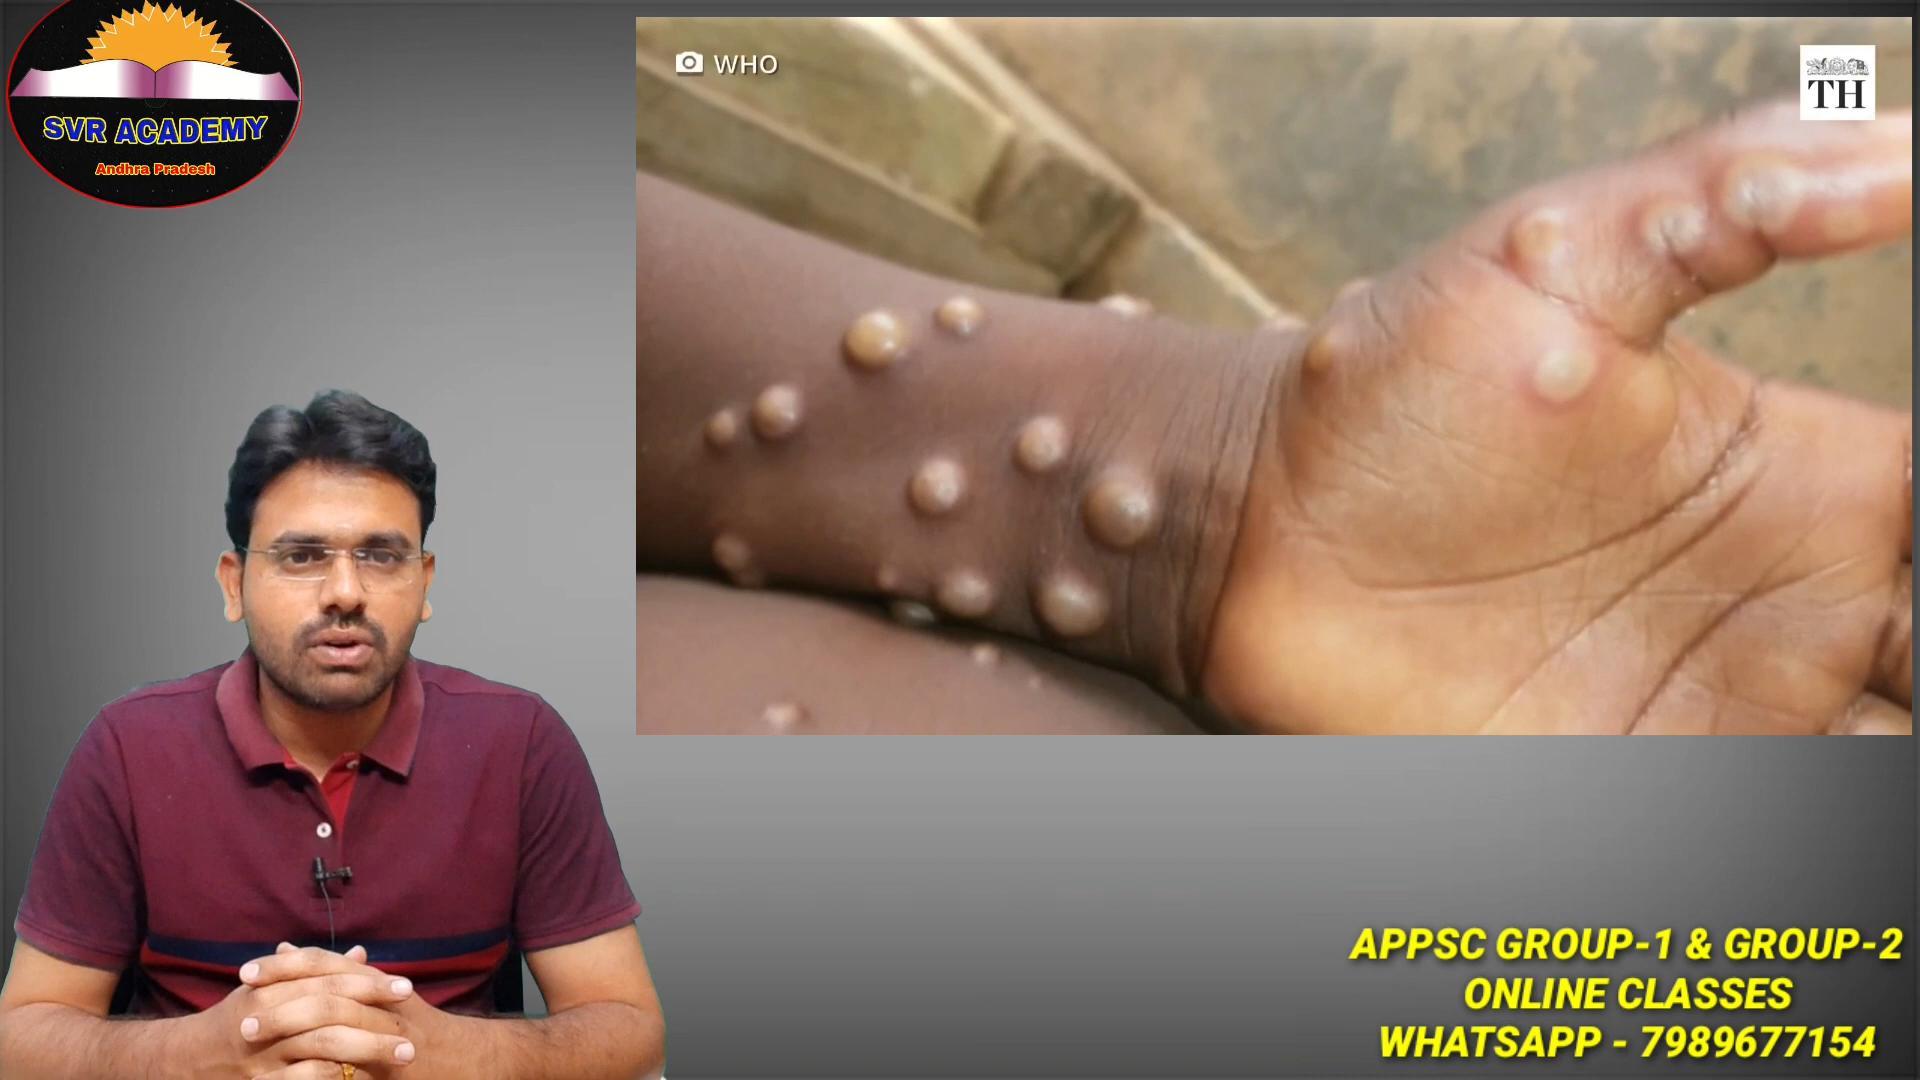 SVR ACADEMY
Andhra Pradesh
WHO
TH
APPSC GROUP-1 & GROUP-2
ONLINE CLASSES
WHATSAPP - 7989677154